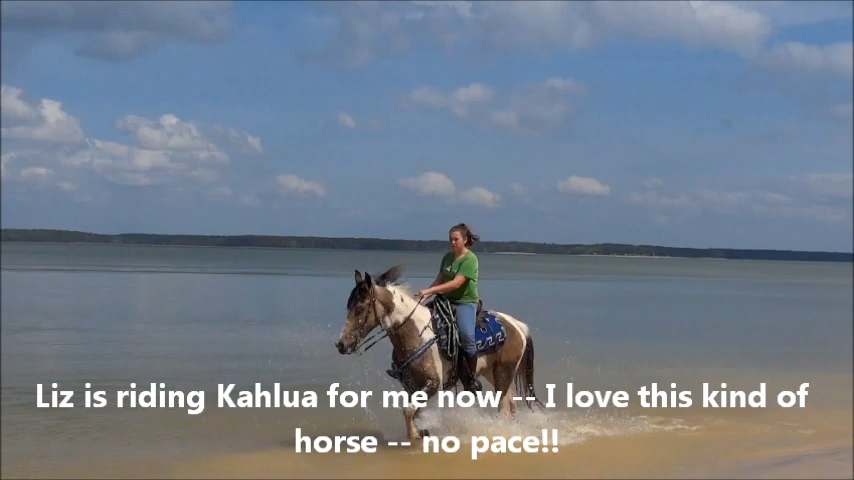 Liz is riding Kahlua for me now -- I love this kind of
horse -- no pace!!